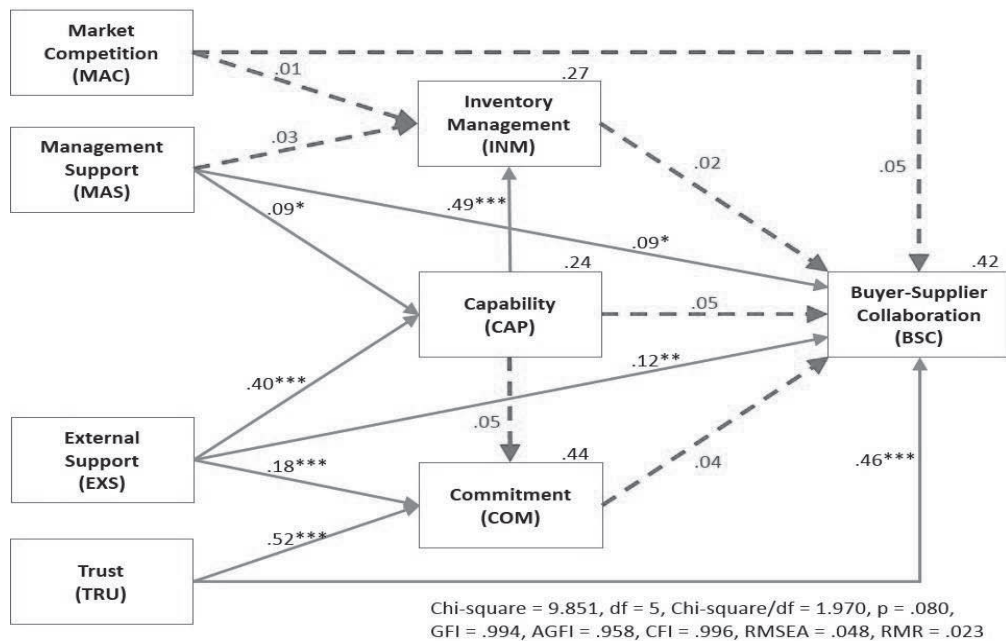 Market
Competition
(MAC)
.01
.27
Management
Support
(MAS)
.03
Inventory
Management
(INM)
.02
.05
.09*
.49***
.09*
.24
.42
Capability
(CAP)
.05
Buyer-Supplier
Collaboration
(BSC)
.40***
.12**
.05
External
Support
(EXS)
.18***
.44
.04
.46***
Commitment
(COM)
.52***
Trust
(TRU)
Chi-square = 9.851, df = 5, Chi-square/df = 1.970, p = .080,
GFI = .994, AGFI = .958, CFI = .996, RMSEA = .048, RMR = .023